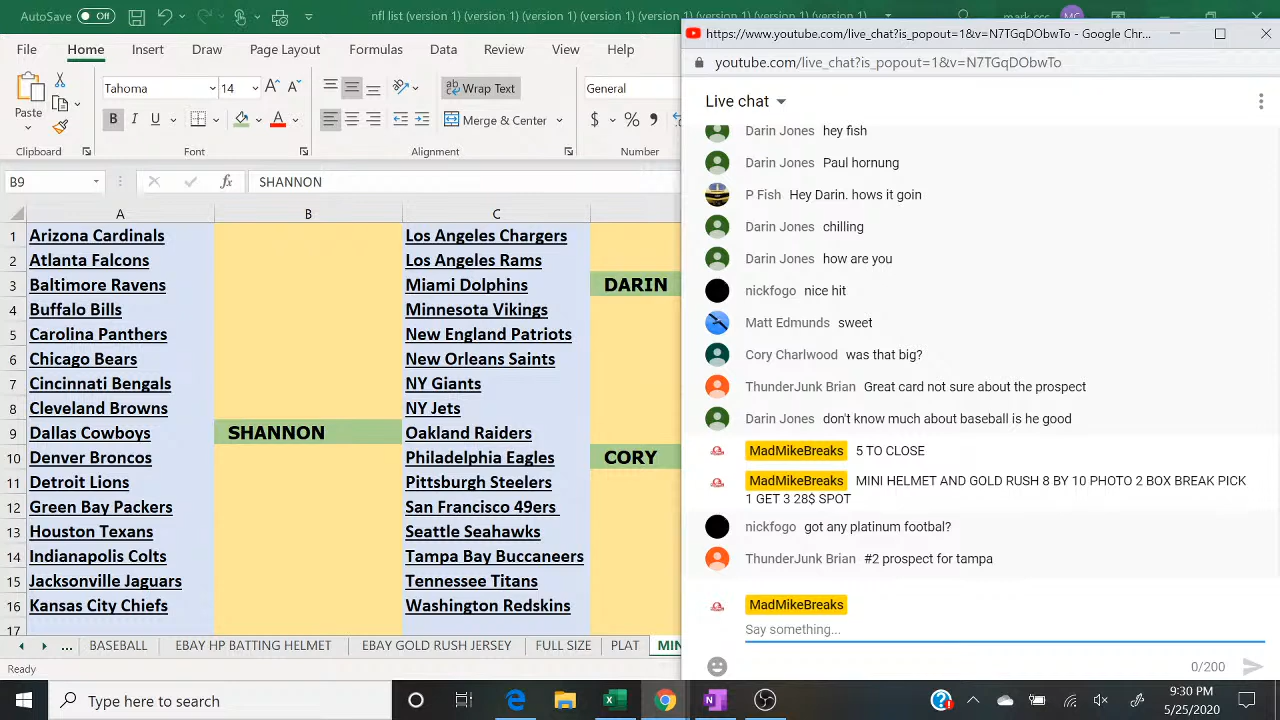 AutoSave Off nfl list (version 1) (version 1) (version 1) (version 1) (version 1) (version 1) mark css MC
File Home Insert Draw Page Layout Formulas Data Review View Help
Paste Tahoma 14 Wrap Text General
Merge & Center
Clipboard Font Alignment Number
B9 fx SHANNON
A B C
1 Arizona Cardinals Los Angeles Chargers
2 Atlanta Falcons Los Angeles Rams
3 Baltimore Ravens Miami Dolphins DARIN
4 Buffalo Bills Minnesota Vikings
5 Carolina Panthers New England Patriots
6 Chicago Bears New Orleans Saints
7 Cincinnati Bengals NY Giants
8 Cleveland Browns NY Jets
9 Dallas Cowboys SHANNON Oakland Raiders
10 Denver Broncos Philadelphia Eagles CORY
11 Detroit Lions Pittsburgh Steelers
12 Green Bay Packers San Francisco 49ers
13 Houston Texans Seattle Seahawks
14 Indianapolis Colts Tampa Bay Buccaneers
15 Jacksonville Jaguars Tennessee Titans
16 Kansas City Chiefs Washington Redskins
17
... BASEBALL EBAY HP BATTING HELMET EBAY GOLD RUSH JERSEY FULL SIZE PLAT MIN
Ready
https://www.youtube.com/live_chat?is_popout=1&v=N7TGqDObwTo - Google Chr...
youtube.com/live_chat?is_popout=1&v=N7TGqDObwTo
Live chat
Darin Jones hey fish
Darin Jones Paul hornung
P Fish Hey Darin. hows it goin
Darin Jones chilling
Darin Jones how are you
nickfogo nice hit
Matt Edmunds sweet
Cory Charlwood was that big?
ThunderJunk Brian Great card not sure about the prospect
Darin Jones don't know much about baseball is he good
MadMikeBreaks 5 TO CLOSE
MadMikeBreaks MINI HELMET AND GOLD RUSH 8 BY 10 PHOTO 2 BOX BREAK PICK
1 GET 3 28$ SPOT
nickfogo got any platinum footbal?
ThunderJunk Brian #2 prospect for tampa
MadMikeBreaks
Say something...
0/200
Type here to search
9:30 PM
5/25/2020